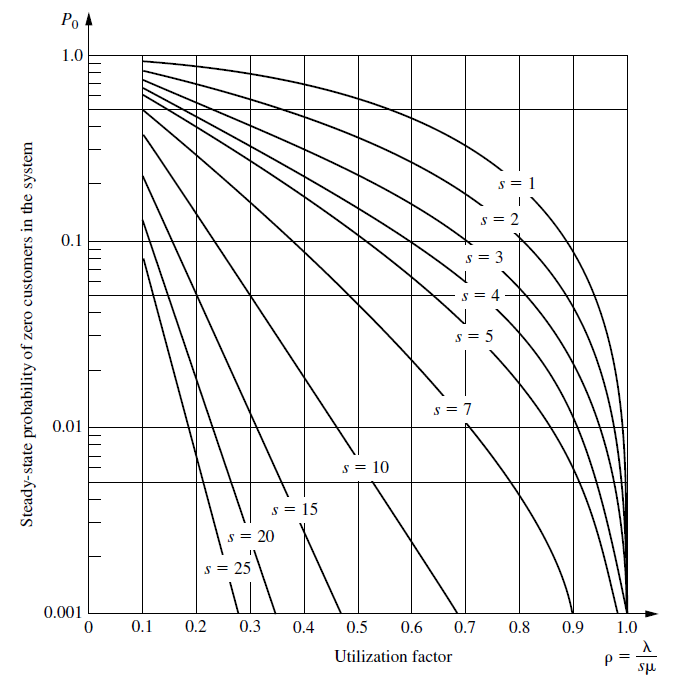 P₀
1.0
s = 1
s = 2
0.1
s = 3
s = 4
s = 5
s = 7
0.01
s = 10
s = 15
s = 20
s = 25
0.001
0 0.1 0.2 0.3 0.4 0.5 0.6 0.7 0.8 0.9 1.0
Steady-state probability of zero customers in the system
Utilization factor
ρ = λ/sμ